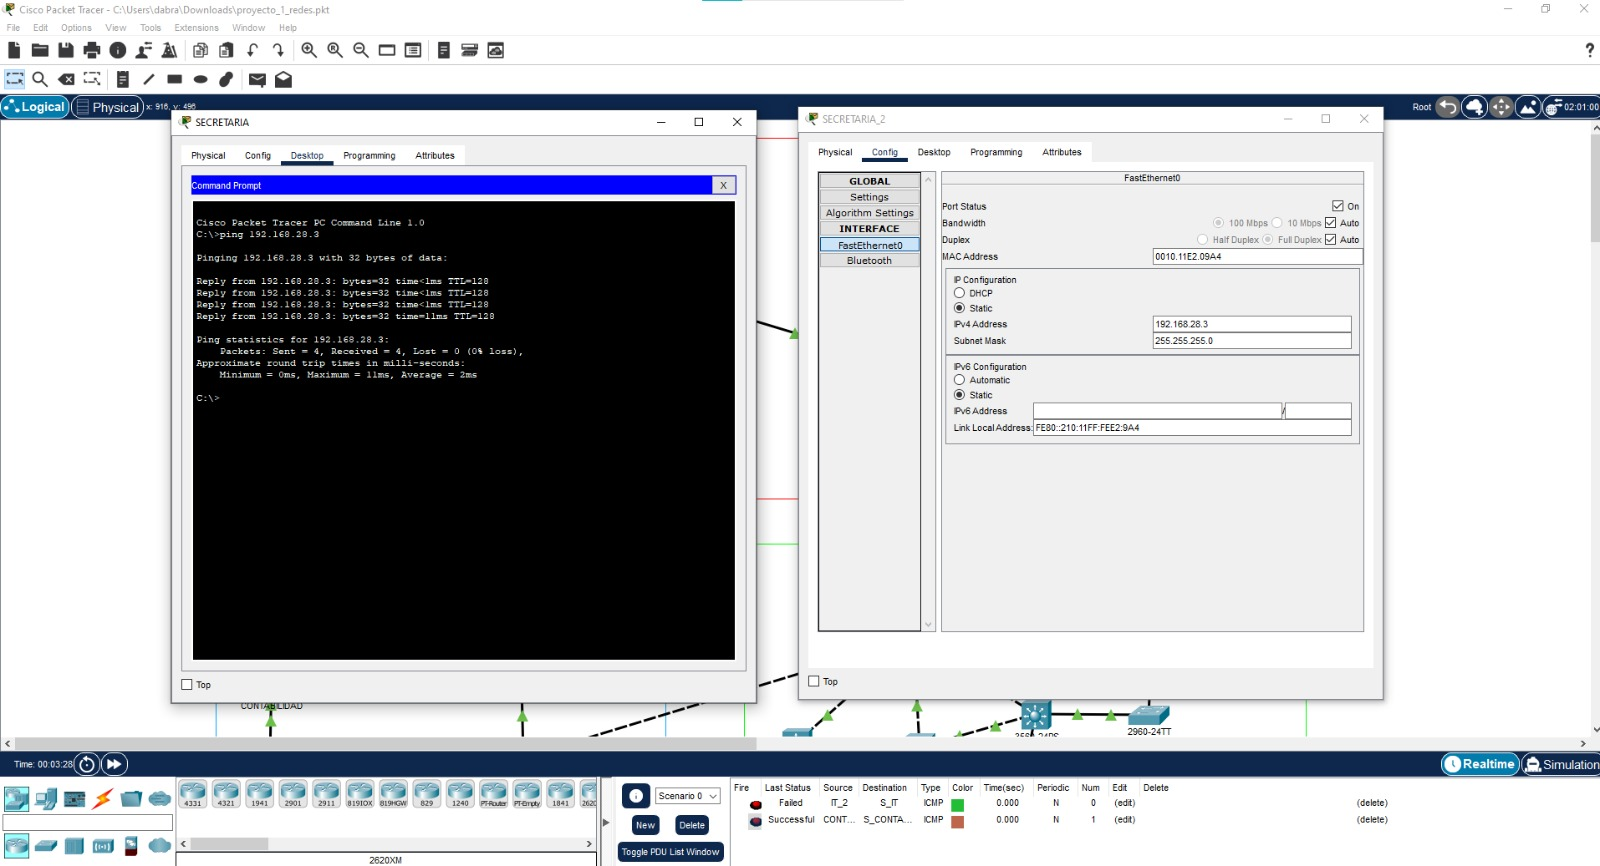 Cisco Packet Tracer - C:\Users\dabra\Downloads\proyecto_1_redes.pkt
File Edit Options View Tools Extensions Window Help
?
Logical Physical x: 916, y: 496
Root 02:01:00
SECRETARIA
Physical Config Desktop Programming Attributes
Command Prompt X
Cisco Packet Tracer PC Command Line 1.0
C:\>ping 192.168.28.3
Pinging 192.168.28.3 with 32 bytes of data:
Reply from 192.168.28.3: bytes=32 time<1ms TTL=128
Reply from 192.168.28.3: bytes=32 time<1ms TTL=128
Reply from 192.168.28.3: bytes=32 time<1ms TTL=128
Reply from 192.168.28.3: bytes=32 time=11ms TTL=128
Ping statistics for 192.168.28.3:
Packets: Sent = 4, Received = 4, Lost = 0 (0% loss),
Approximate round trip times in milli-seconds:
Minimum = 0ms, Maximum = 11ms, Average = 2ms
C:\>
Top
SECRETARIA_2
Physical Config Desktop Programming Attributes
GLOBAL
Settings
Algorithm Settings
INTERFACE
FastEthernet0
Bluetooth
FastEthernet0
Port Status On
Bandwidth 100 Mbps 10 Mbps Auto
Duplex Half Duplex Full Duplex Auto
MAC Address 0010.11E2.09A4
IP Configuration
DHCP
Static
IPv4 Address 192.168.28.3
Subnet Mask 255.255.255.0
IPv6 Configuration
Automatic
Static
IPv6 Address /
Link Local Address: FE80::210:11FF:FEE2:9A4
Top
CONTABILIDAD
3560-24PS
2960-24TT
Time: 00:03:28
Realtime Simulation
4331 4321 1941 2901 2911 819IOX 819HGW 829 1240 PT-Router PT-Empty 1841 262
2620XM
Scenario 0
New Delete
Toggle PDU List Window
Fire Last Status Source Destination Type Color Time(sec) Periodic Num Edit Delete
Failed IT_2 S_IT ICMP 0.000 N 0 (edit) (delete)
Successful CONT... S_CONTA... ICMP 0.000 N 1 (edit) (delete)